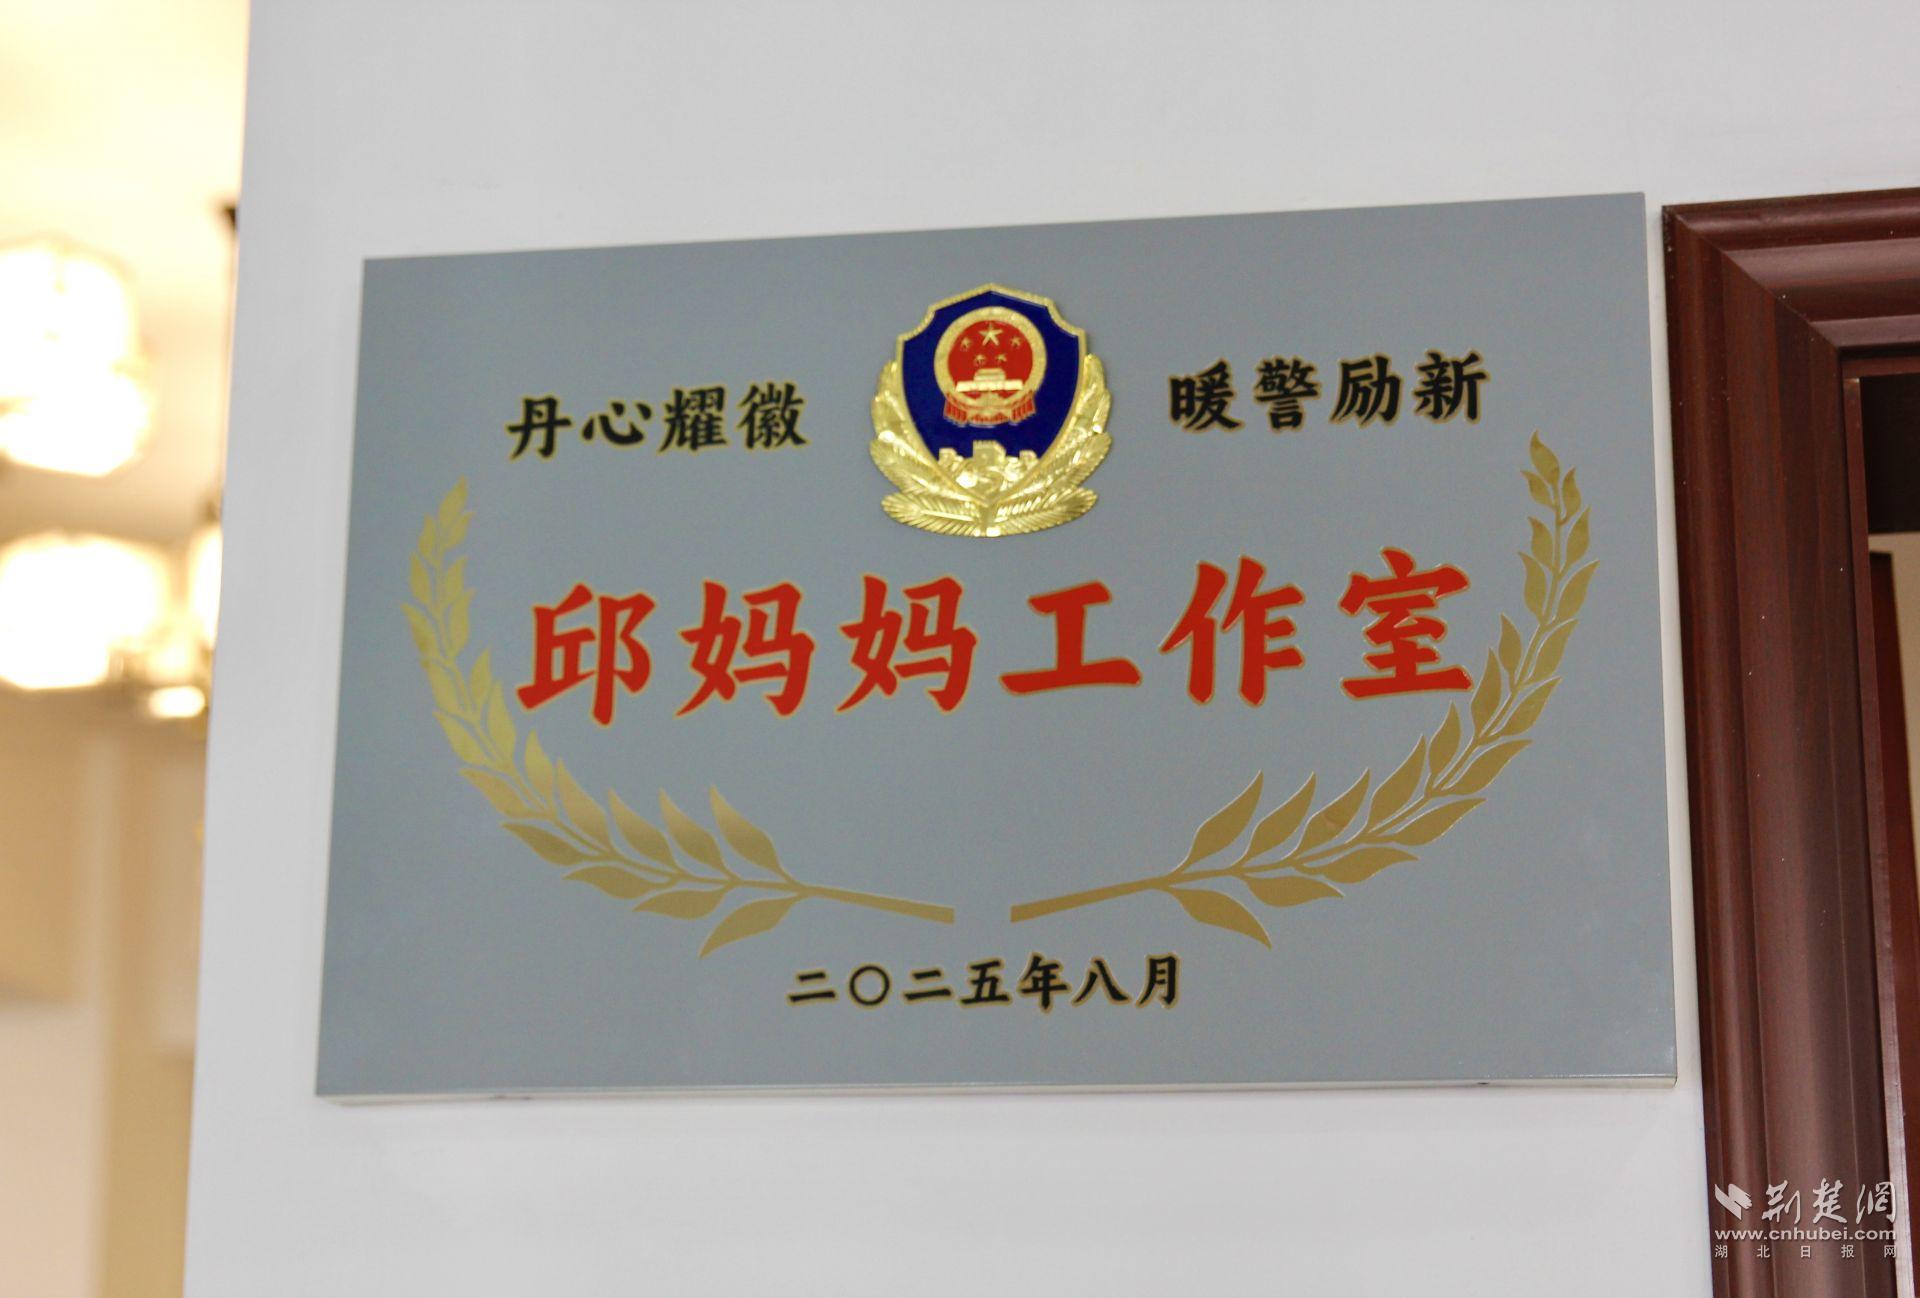 丹心耀徽 暖警励新
邱妈妈工作室
二〇二五年八月
荆楚网
www.cnhubei.com
湖北日报网